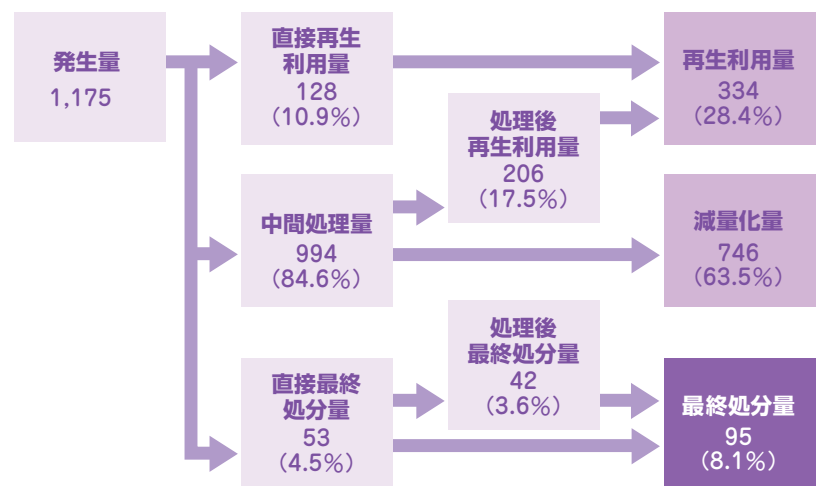 発生量
1,175
直接再生
利用量
128
(10.9%)
再生利用量
334
(28.4%)
処理後
再生利用量
206
(17.5%)
中間処理量
994
(84.6%)
減量化量
746
(63.5%)
処理後
最終処分量
42
(3.6%)
直接最終
処分量
53
(4.5%)
最終処分量
95
(8.1%)